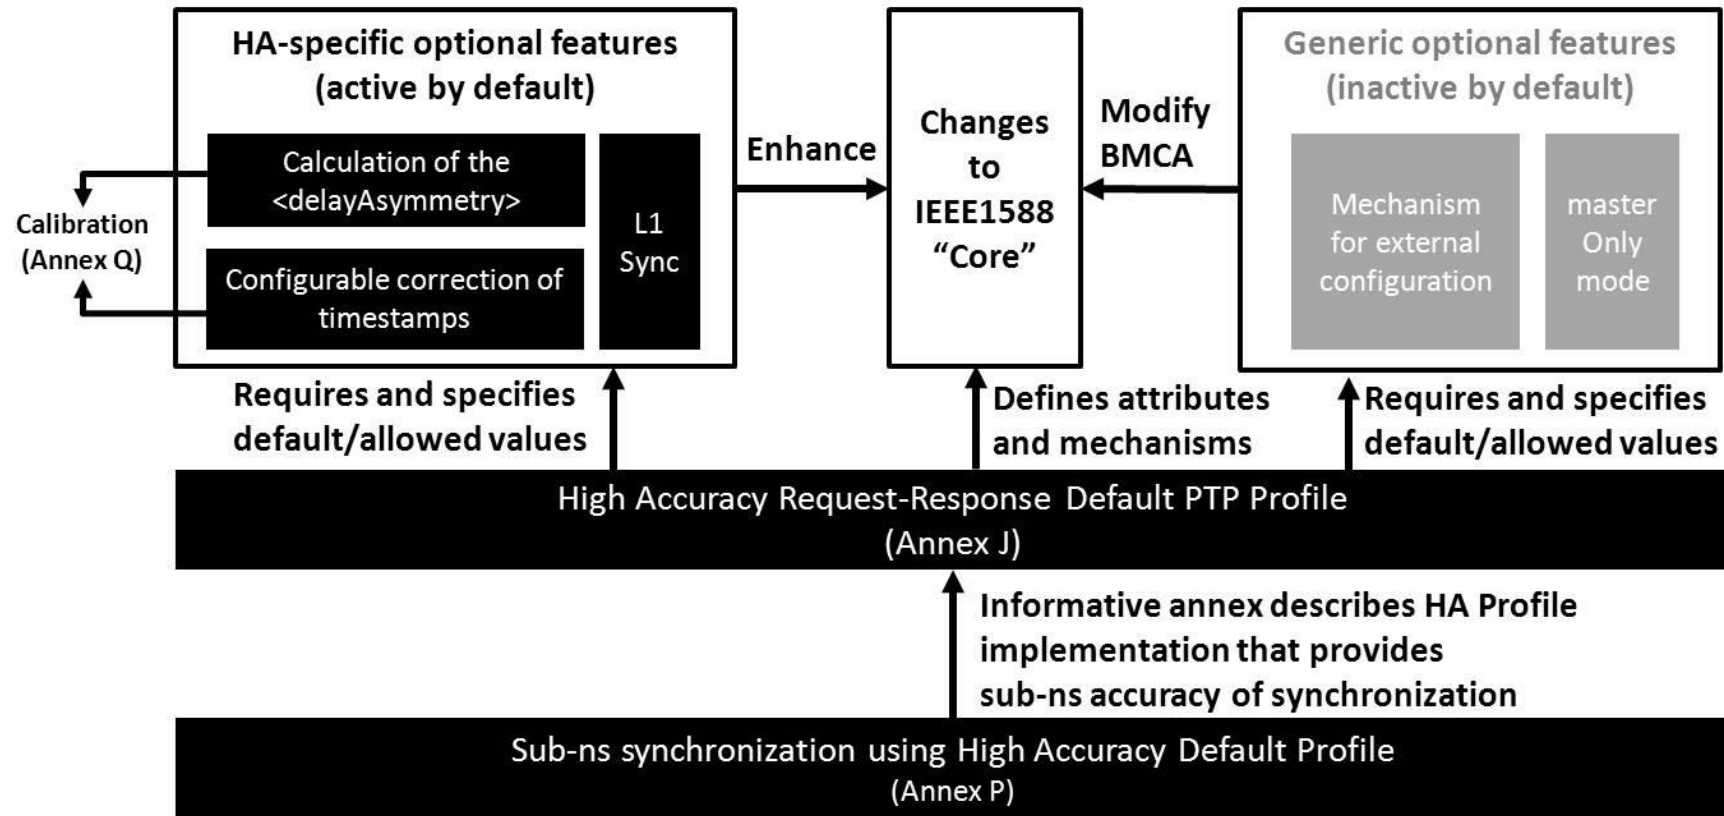 HA-specific optional features
(active by default)
Calculation of the
<delayAsymmetry>
Configurable correction of
timestamps
L1
Sync
Calibration
(Annex Q)
Enhance
Changes
to
IEEE1588
“Core”
Modify
BMCA
Generic optional features
(inactive by default)
Mechanism
for external
configuration
master
Only
mode
Requires and specifies
default/allowed values
Defines attributes
and mechanisms
Requires and specifies
default/allowed values
High Accuracy Request-Response Default PTP Profile
(Annex J)
Informative annex describes HA Profile
implementation that provides
sub-ns accuracy of synchronization
Sub-ns synchronization using High Accuracy Default Profile
(Annex P)